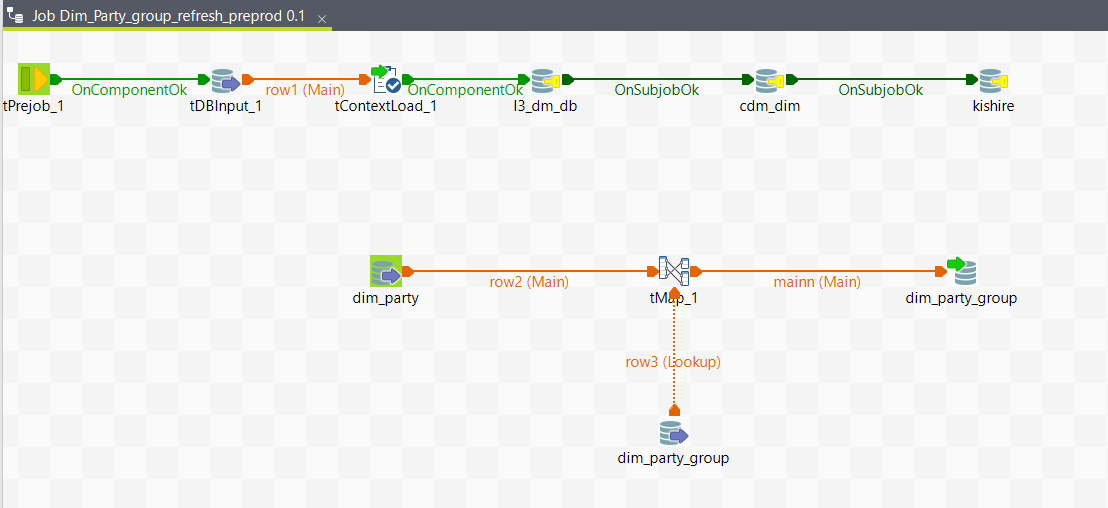 Job Dim_Party_group_refresh_preprod 0.1
OnComponentOk
row1 (Main)
OnComponentOk
OnSubjobOk
OnSubjobOk
tPrejob_1
tDBInput_1
tContextLoad_1
l3_dm_db
cdm_dim
kishire
row2 (Main)
mainn (Main)
dim_party
tMap_1
dim_party_group
row3 (Lookup)
dim_party_group